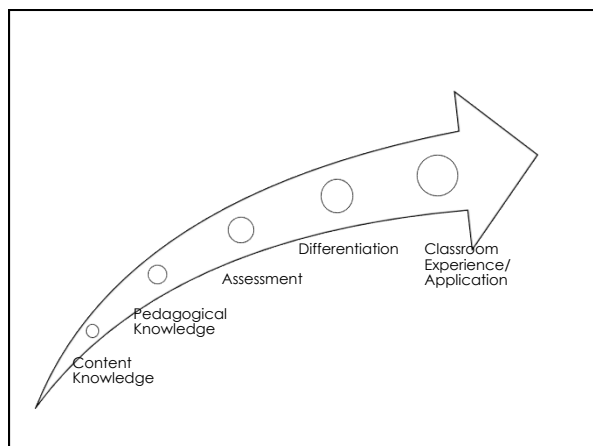 Content
Knowledge
Pedagogical
Knowledge
Assessment
Differentiation
Classroom
Experience/
Application